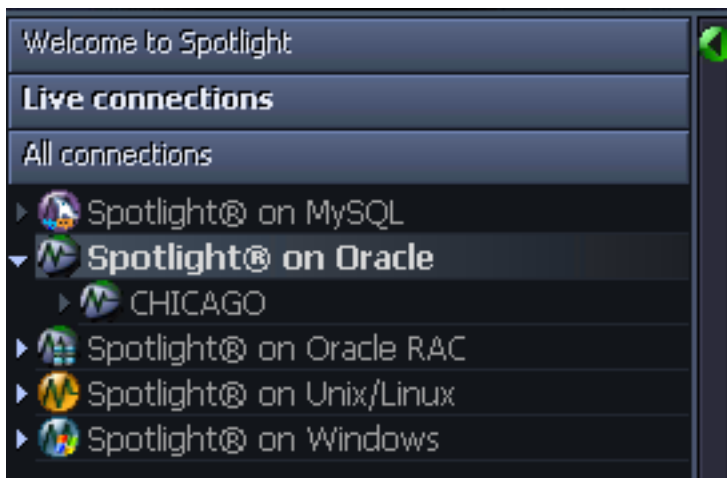 Welcome to Spotlight
Live connections
All connections
Spotlight® on MySQL
Spotlight® on Oracle
CHICAGO
Spotlight® on Oracle RAC
Spotlight® on Unix/Linux
Spotlight® on Windows